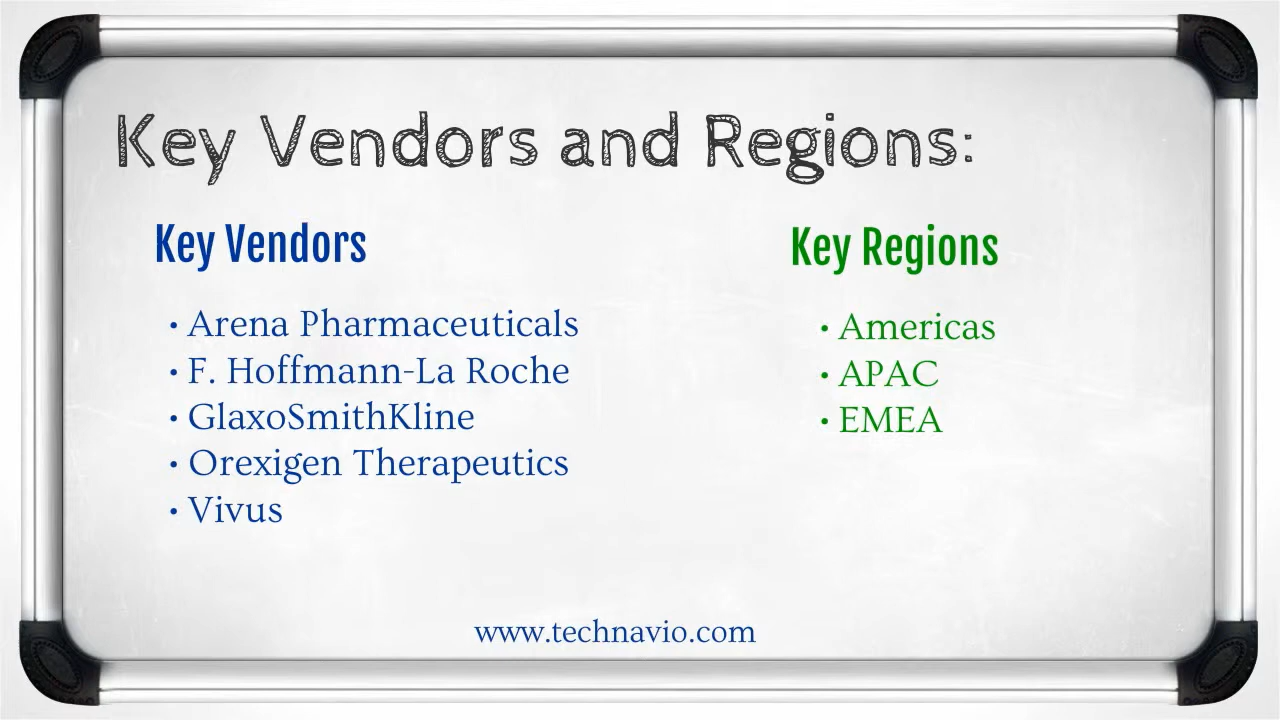 Key Vendors and Regions:
Key Vendors
• Arena Pharmaceuticals
• F. Hoffmann-La Roche
• GlaxoSmithKline
• Orexigen Therapeutics
• Vivus
Key Regions
• Americas
• APAC
• EMEA
www.technavio.com